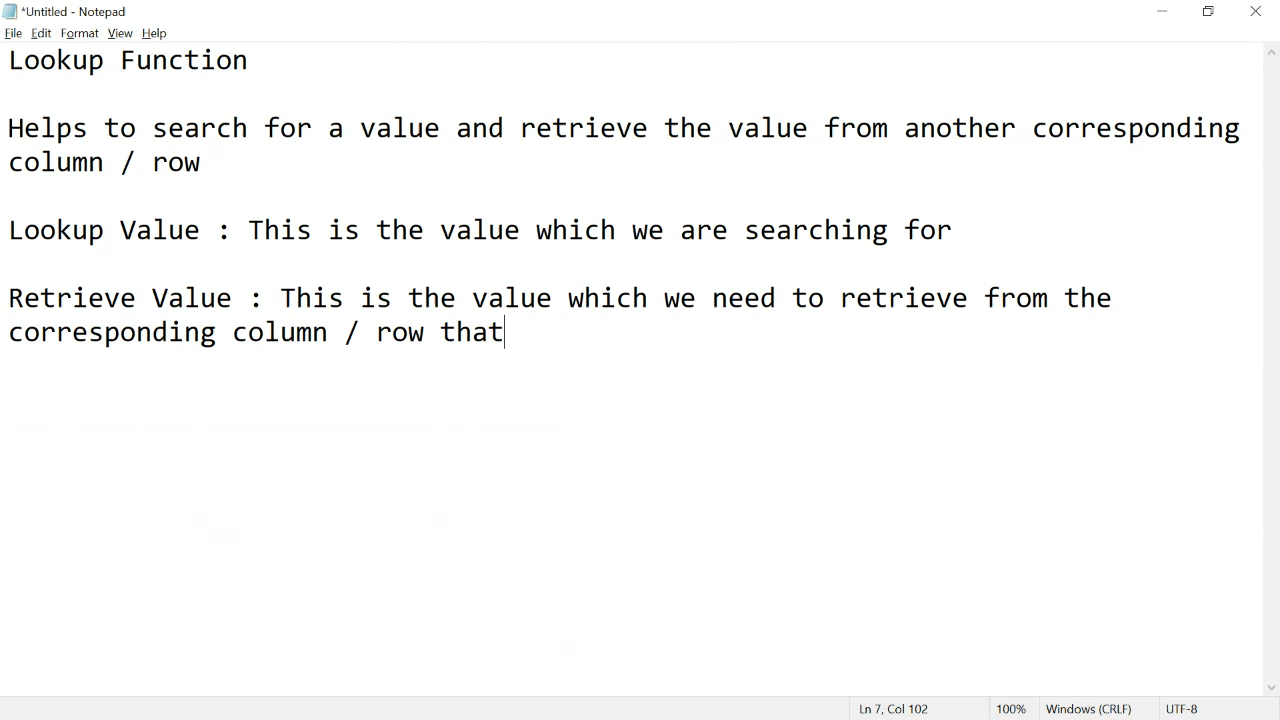 *Untitled - Notepad
File Edit Format View Help
Lookup Function
Helps to search for a value and retrieve the value from another corresponding
column / row
Lookup Value : This is the value which we are searching for
Retrieve Value : This is the value which we need to retrieve from the
corresponding column / row that
Ln 7, Col 102 100% Windows (CRLF) UTF-8